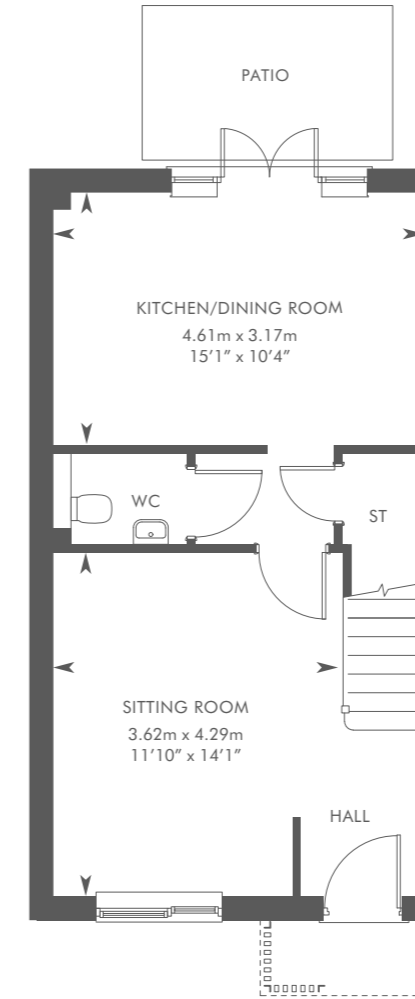 PATIO
KITCHEN/DINING ROOM
4.61m x 3.17m
15’1” x 10’4”
WC
ST
SITTING ROOM
3.62m x 4.29m
11’10” x 14’1”
HALL